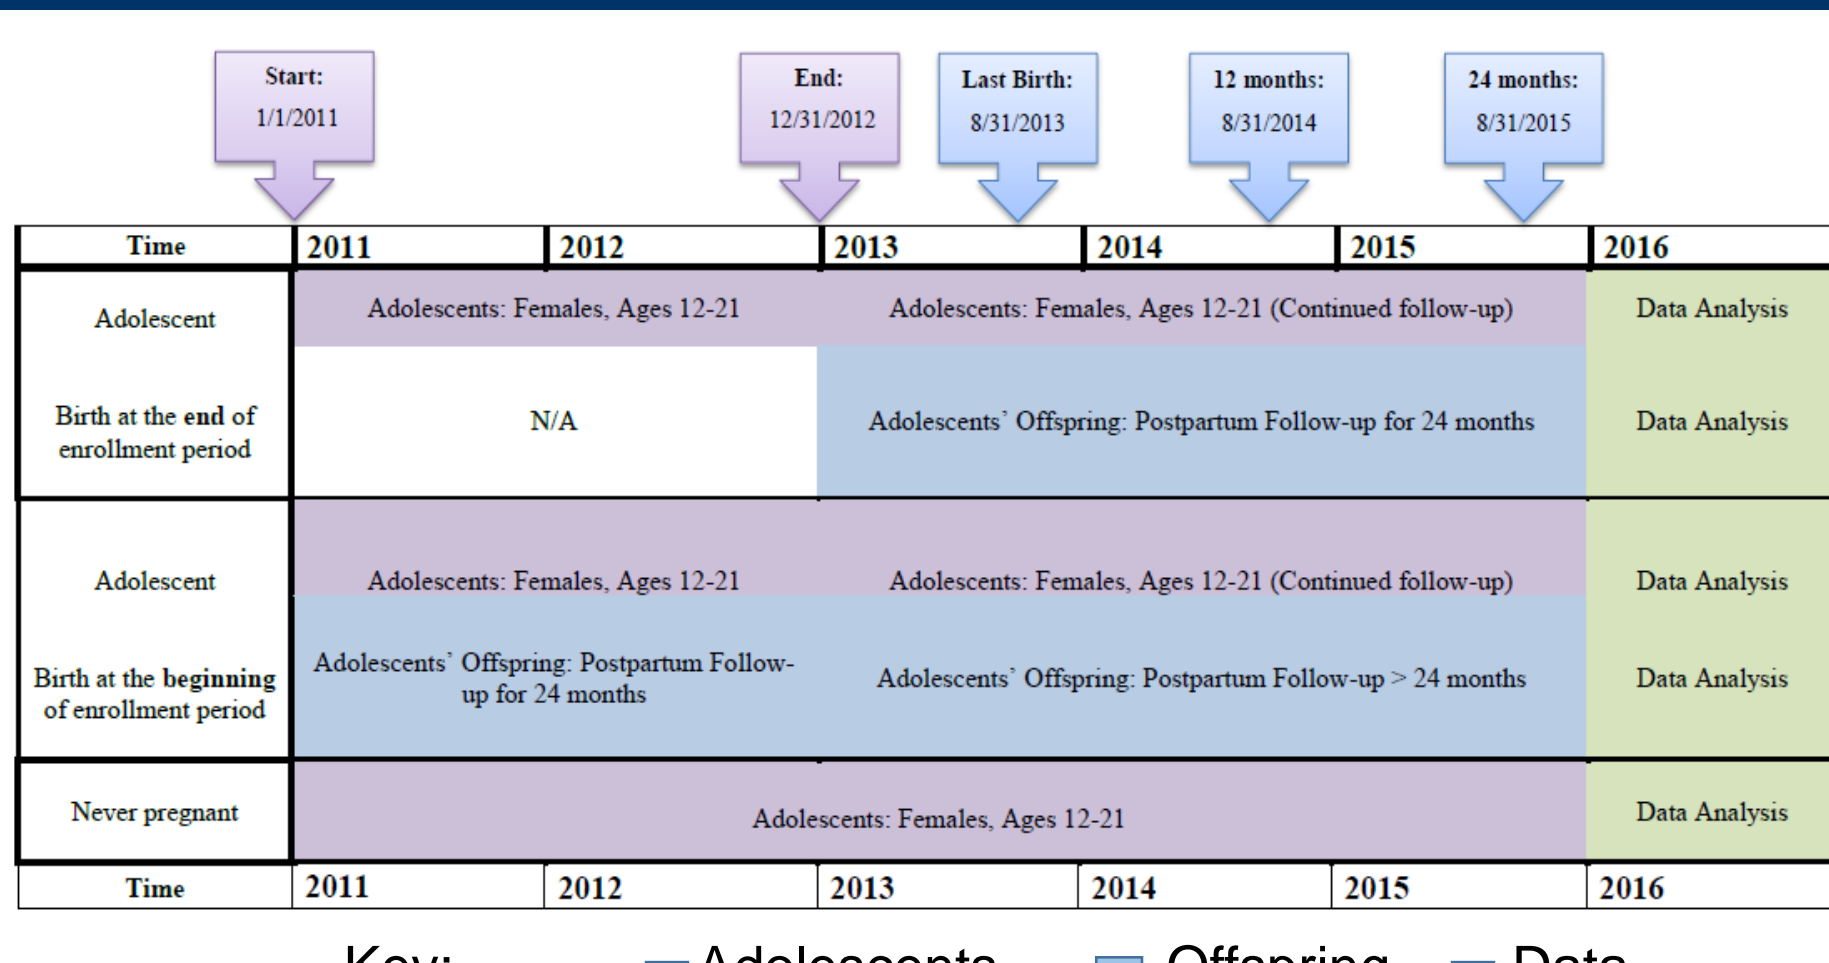 Start:
1/1/2011
End:
12/31/2012
Last Birth:
8/31/2013
12 months:
8/31/2014
24 months:
8/31/2015
Time 2011 2012 2013 2014 2015 2016
Adolescent
Adolescents: Females, Ages 12-21
Adolescents: Females, Ages 12-21 (Continued follow-up)
Data Analysis
Birth at the end of
enrollment period
N/A
Adolescents’ Offspring: Postpartum Follow-up for 24 months
Data Analysis
Adolescent
Adolescents: Females, Ages 12-21
Adolescents: Females, Ages 12-21 (Continued follow-up)
Data Analysis
Birth at the beginning
of enrollment period
Adolescents’ Offspring: Postpartum Follow-
up for 24 months
Adolescents’ Offspring: Postpartum Follow-up > 24 months
Data Analysis
Never pregnant
Adolescents: Females, Ages 12-21
Data Analysis
Time 2011 2012 2013 2014 2015 2016
Key: Adolescents Offspring Data